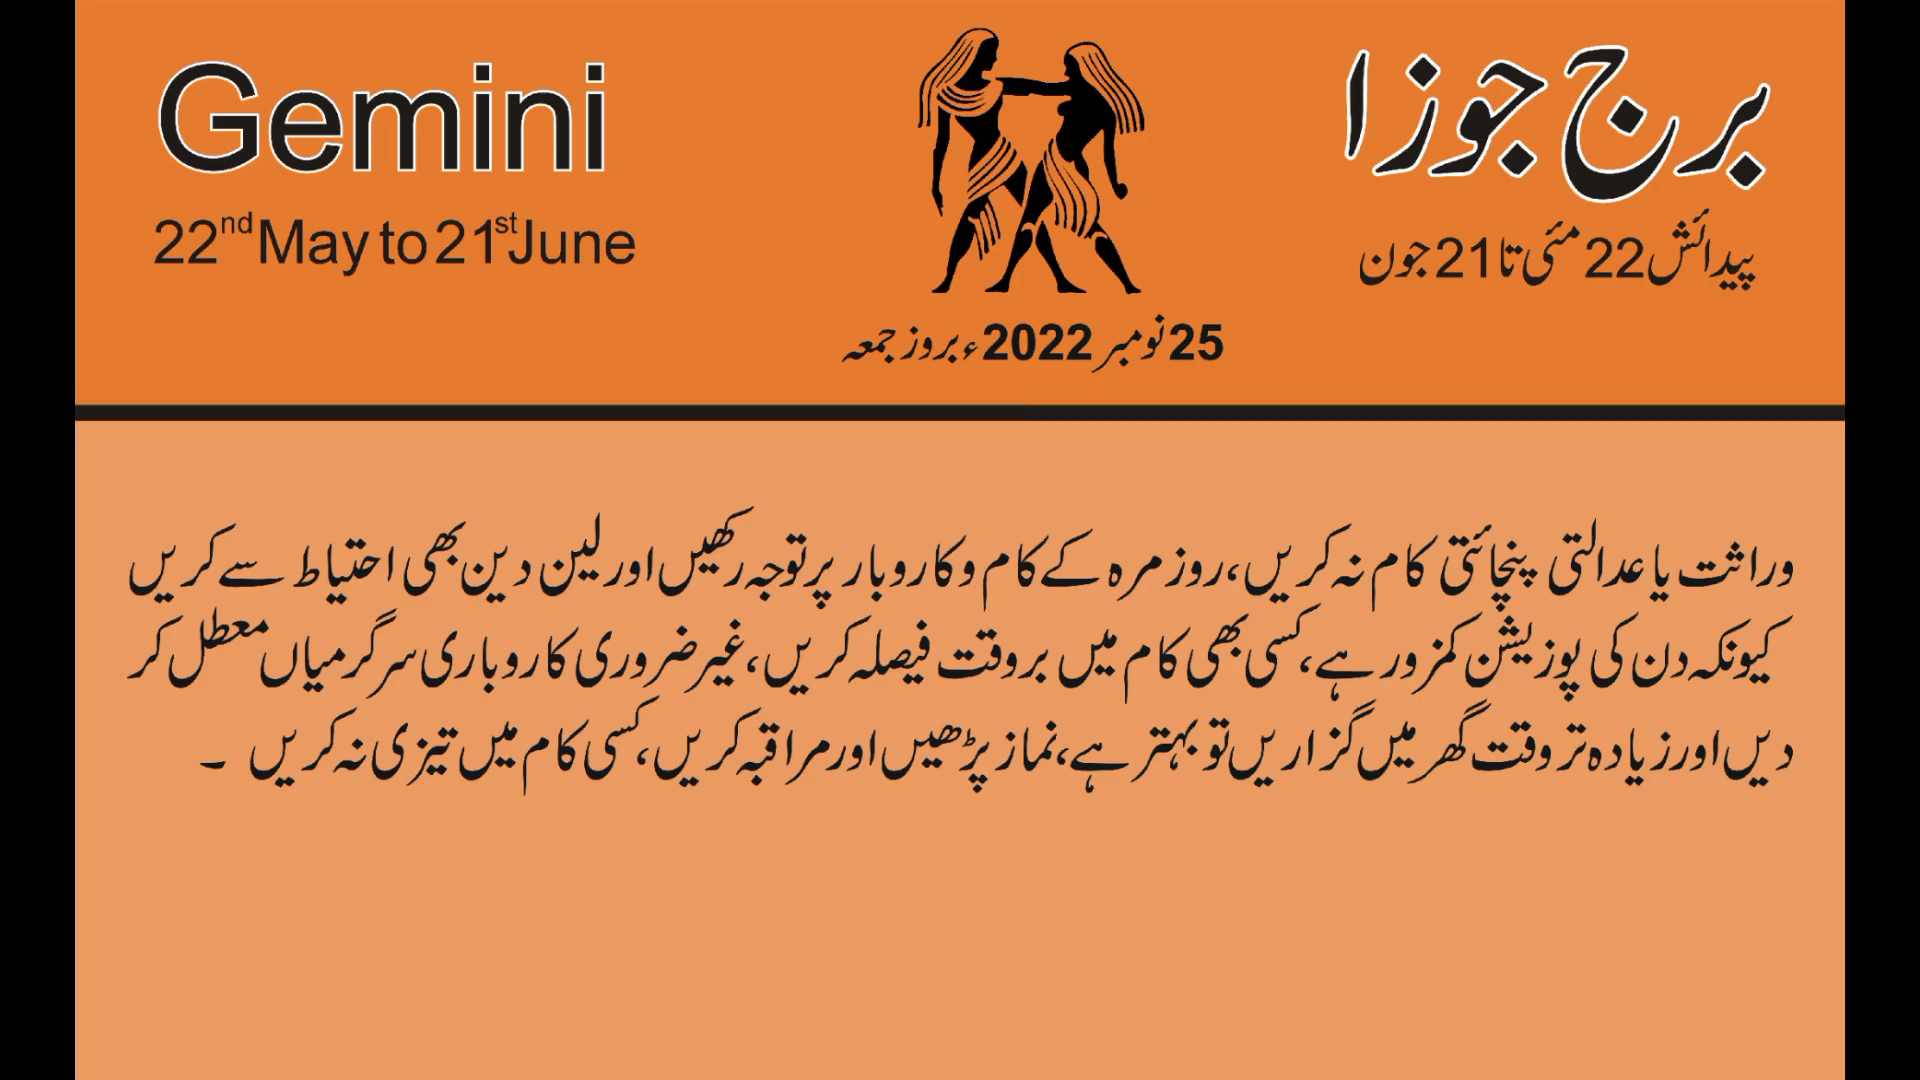 Gemini
برج جوزا
22nd May to 21st June
پیدائش 22 مئی تا 21 جون
25 نومبر 2022ء بروز جمعہ
وراثت یا عدالتی پنچائتی کام نہ کریں، روز مرہ کے کام و کاروبار پر توجہ رکھیں اور لین دین بھی احتیاط سے کریں
کیونکہ دن کی پوزیشن کمزور ہے، کسی بھی کام میں بروقت فیصلہ کریں، غیر ضروری کاروباری سرگرمیاں معطل کر
دیں اور زیادہ تر وقت گھر میں گزاریں تو بہتر ہے، نماز پڑھیں اور مراقبہ کریں، کسی کام میں تیزی نہ کریں ۔